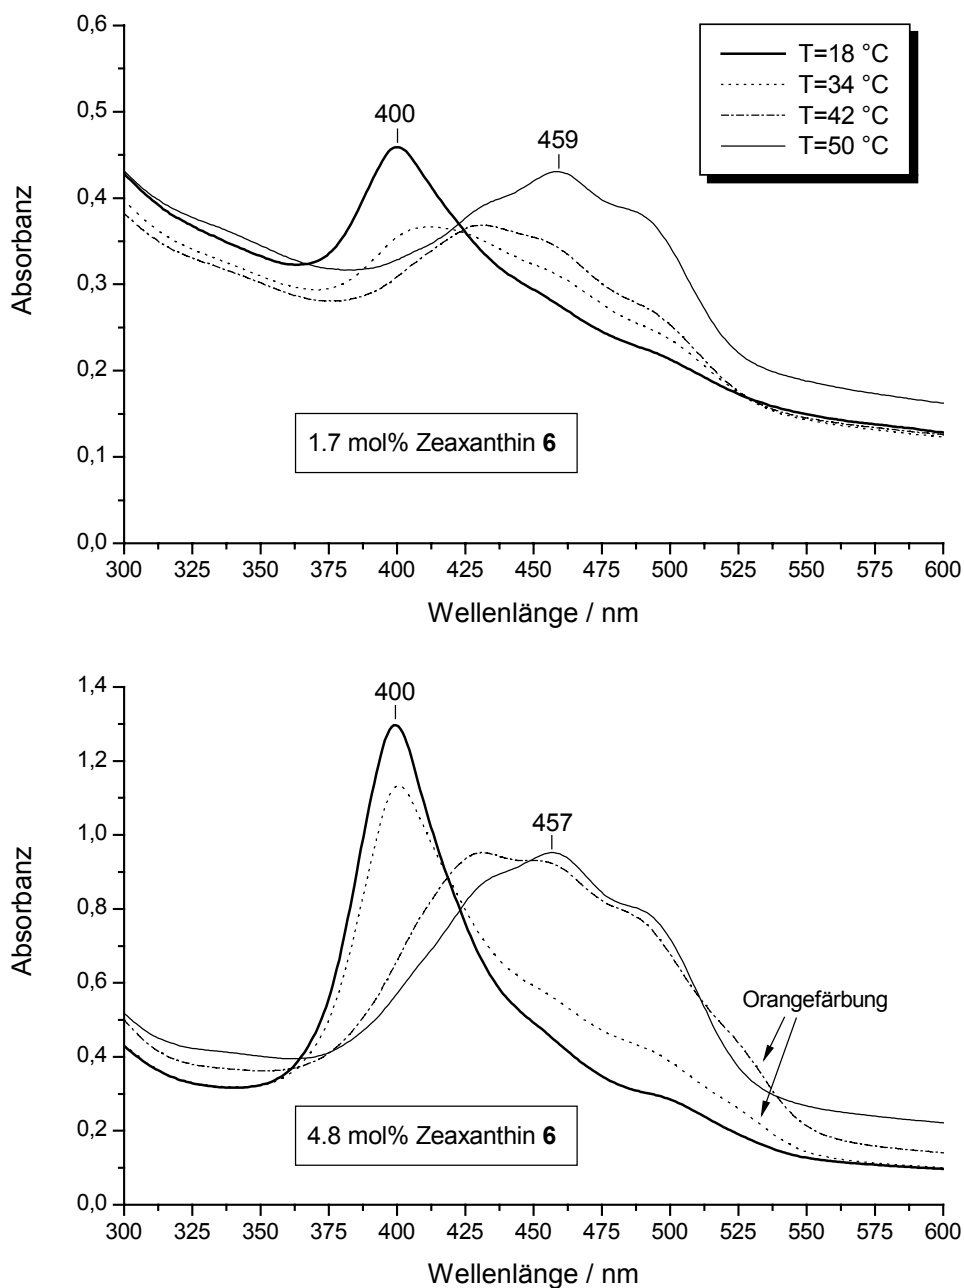 0,6
0,5
0,4
0,3
0,2
0,1
0,0
Absorbanz
400
459
T=18 °C
T=34 °C
T=42 °C
T=50 °C
1.7 mol% Zeaxanthin 6
300 325 350 375 400 425 450 475 500 525 550 575 600
Wellenlänge / nm
1,4
1,2
1,0
0,8
0,6
0,4
0,2
0,0
Absorbanz
400
457
Orangefärbung
4.8 mol% Zeaxanthin 6
300 325 350 375 400 425 450 475 500 525 550 575 600
Wellenlänge / nm